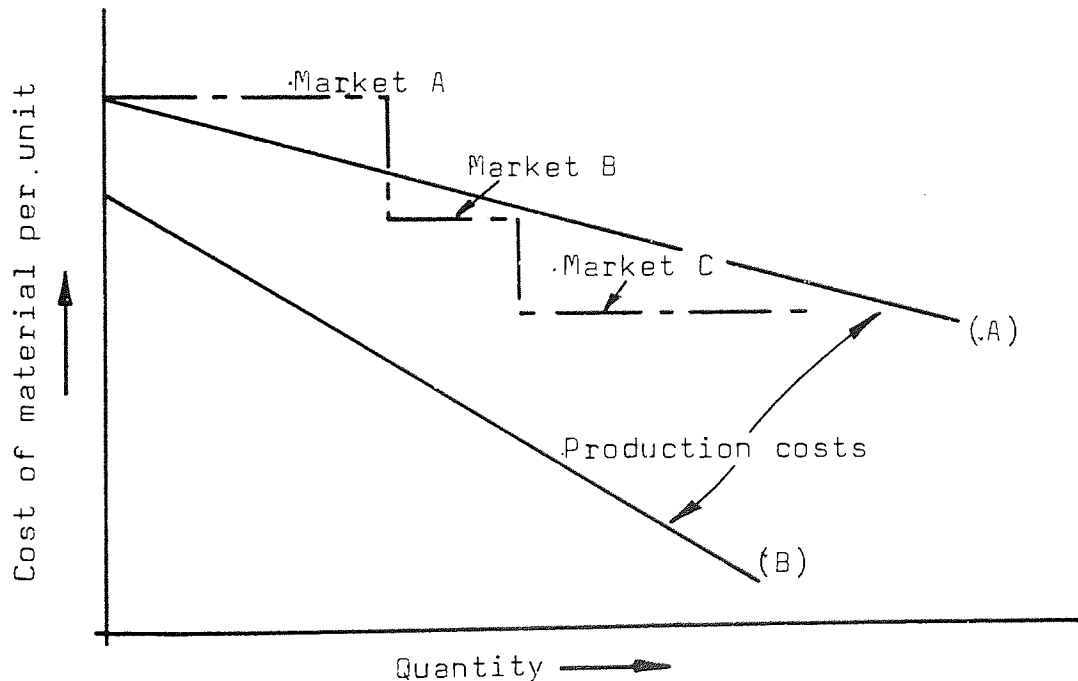 Market A
Market B
Market C
(A)
Production costs
(B)
Cost of material per.unit
Quantity